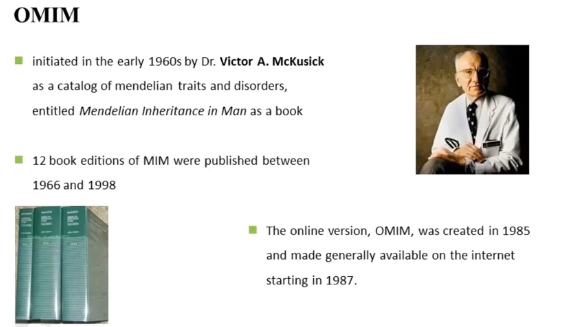 OMIM
initiated in the early 1960s by Dr. Victor A. McKusick
as a catalog of mendelian traits and disorders,
entitled Mendelian Inheritance in Man as a book
12 book editions of MIM were published between
1966 and 1998
The online version, OMIM, was created in 1985
and made generally available on the internet
starting in 1987.